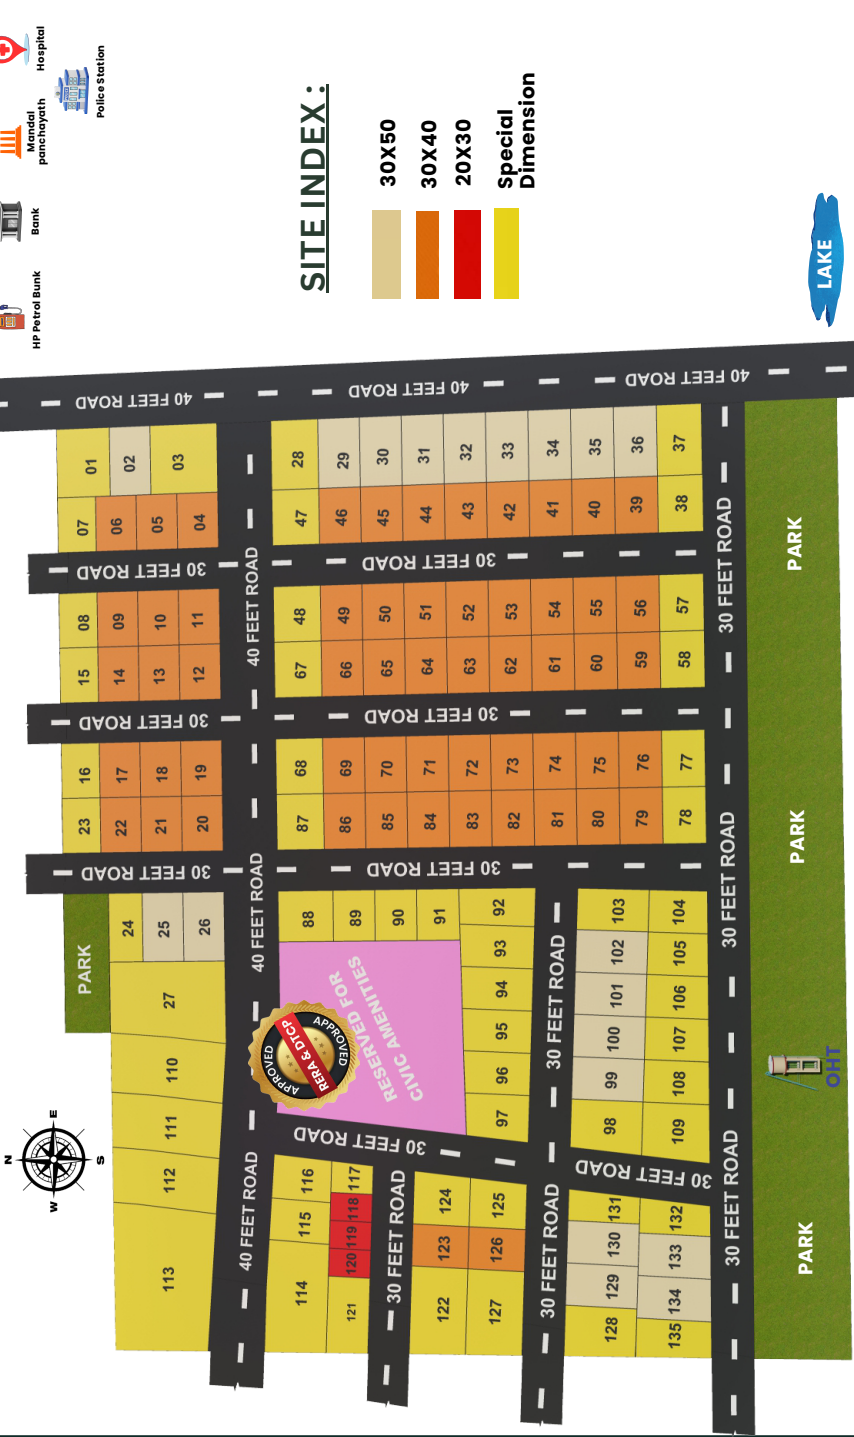 Hospital
Police Station
Mandal
panchayath
Bank
HP Petrol Bunk
SITE INDEX :
30X50
30X40
20X30
Special
Dimension
LAKE
40 FEET ROAD
40 FEET ROAD
40 FEET ROAD
01
02
03
07
06
05
04
28
29
30
31
32
33
34
35
36
37
47
46
45
44
43
42
41
40
39
38
30 FEET ROAD
30 FEET ROAD
40 FEET ROAD
30 FEET ROAD
PARK
08
09
10
11
15
14
13
12
48
49
50
51
52
53
54
55
56
57
67
66
65
64
63
62
61
60
59
58
30 FEET ROAD
30 FEET ROAD
16
17
18
19
23
22
21
20
68
69
70
71
72
73
74
75
76
77
87
86
85
84
83
82
81
80
79
78
30 FEET ROAD
30 FEET ROAD
40 FEET ROAD
30 FEET ROAD
PARK
PARK
24
25
26
27
110
111
112
113
88
89
90
91
92
93
94
95
96
97
RESERVED FOR
CIVIC AMENITIES
APPROVED
RERA & DTCP
APPROVED
30 FEET ROAD
103
102
101
100
99
98
104
105
106
107
108
109
OHT
N
E
S
W
30 FEET ROAD
30 FEET ROAD
40 FEET ROAD
30 FEET ROAD
30 FEET ROAD
30 FEET ROAD
PARK
116
115
114
117
118
119
120
121
124
123
122
125
126
127
131
130
129
128
132
133
134
135